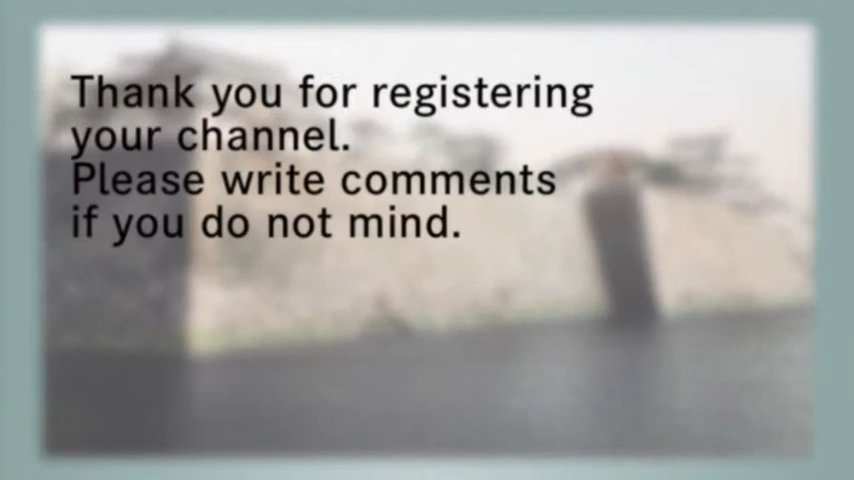 Thank you for registering
your channel.
Please write comments
if you do not mind.